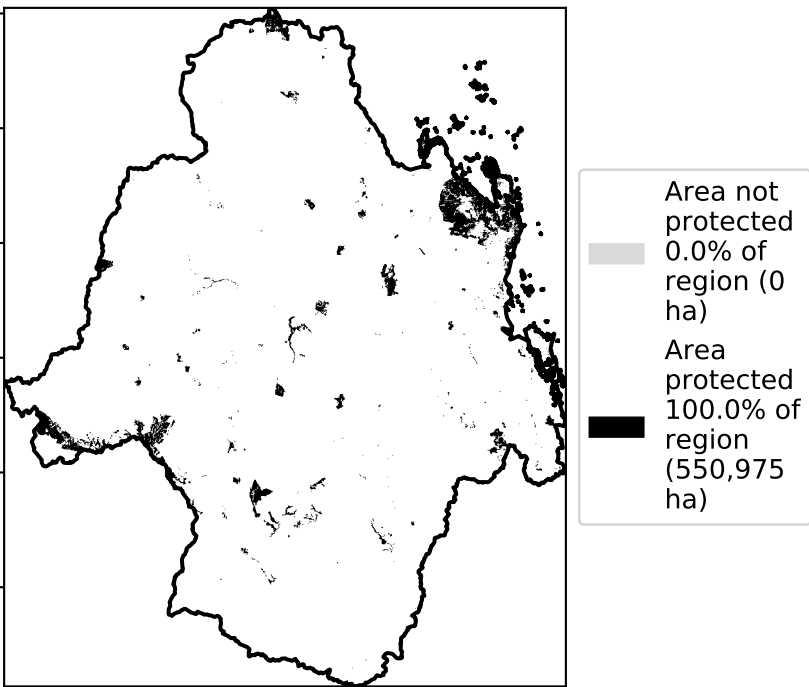 Area not
protected
0.0% of
region (0
ha)
Area
protected
100.0% of
region
(550,975
ha)